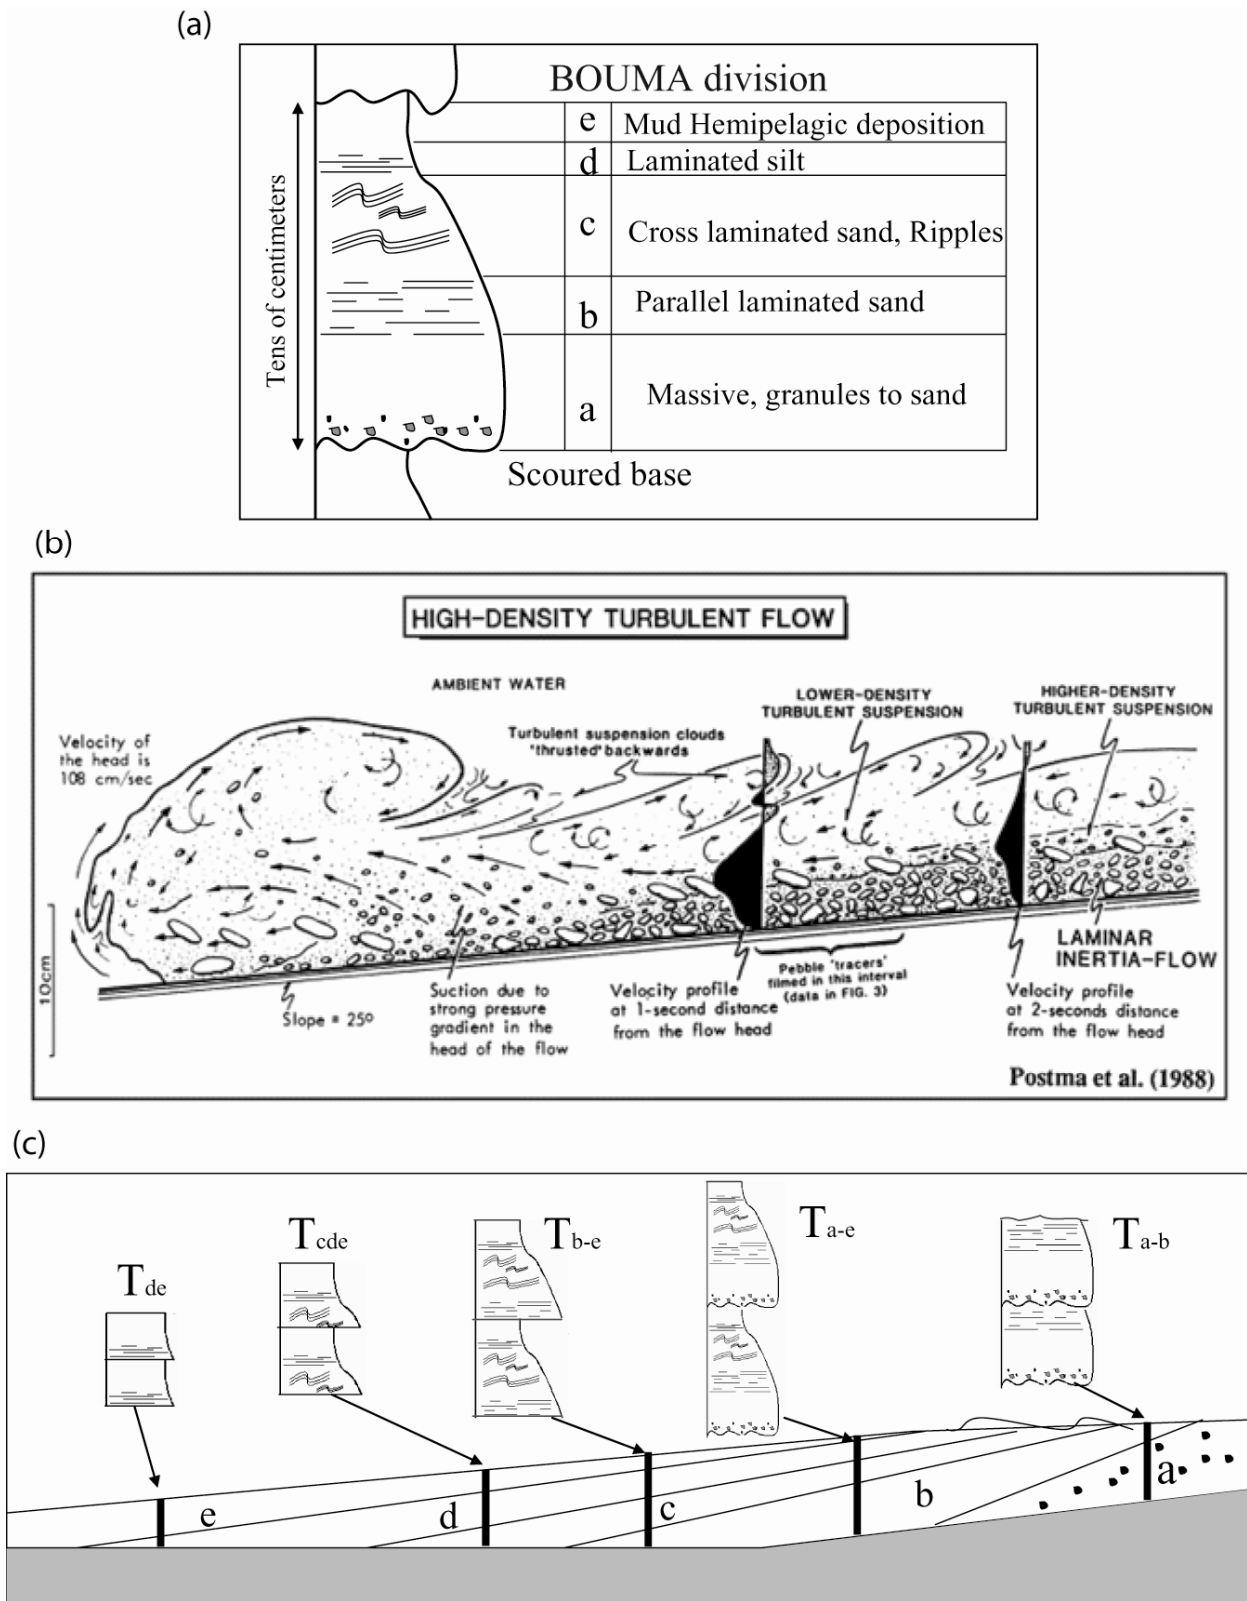 (a)
BOUMA division
e Mud Hemipelagic deposition
d Laminated silt
c Cross laminated sand, Ripples
b Parallel laminated sand
a Massive, granules to sand
Scoured base
Tens of centimeters
(b)
HIGH-DENSITY TURBULENT FLOW
AMBIENT WATER
Velocity of
the head is
108 cm/sec
Turbulent suspension clouds
'thrusted' backwards
LOWER-DENSITY
TURBULENT SUSPENSION
HIGHER-DENSITY
TURBULENT SUSPENSION
10cm
Slope = 25°
Suction due to
strong pressure
gradient in the
head of the flow
Velocity profile
at 1-second distance
from the flow head
Pebble 'tracers'
filmed in this interval
(data in FIG. 3)
LAMINAR
INERTIA-FLOW
Velocity profile
at 2-seconds distance
from the flow head
Postma et al. (1988)
(c)
Tde
Tcde
Tb-e
Ta-e
Ta-b
e
d
c
b
a